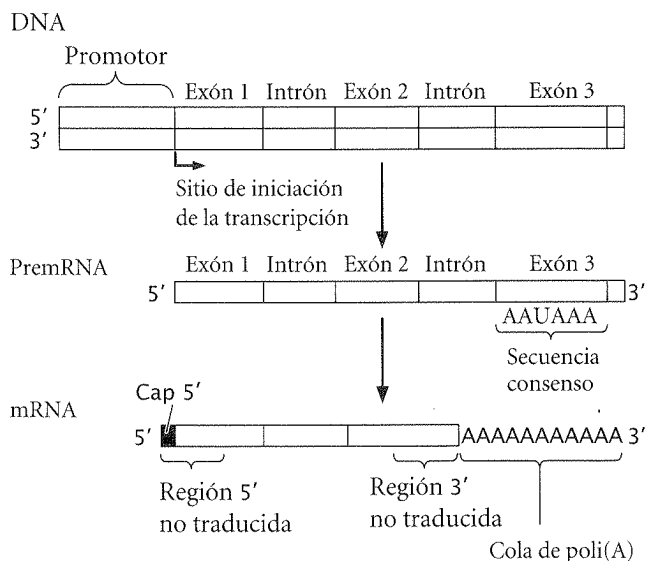 DNA
Promotor
Exón 1 Intrón Exón 2 Intrón Exón 3
5′
3′
Sitio de iniciación
de la transcripción
PremRNA
Exón 1 Intrón Exón 2 Intrón Exón 3
5′ 3′
AAUAAA
Secuencia
consenso
mRNA
Cap 5′
5′ AAAAAAAAAAA 3′
Región 5′
no traducida
Región 3′
no traducida
Cola de poli(A)